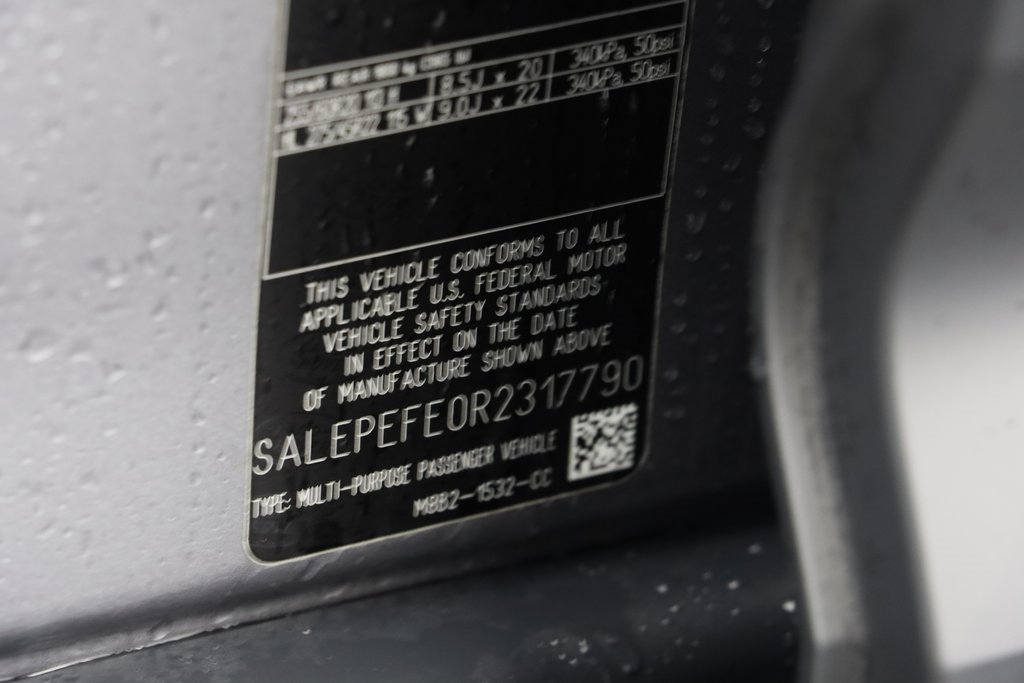 8.5J x 20 340kPa, 50psi
9.0J x 22 340kPa, 50psi
THIS VEHICLE CONFORMS TO ALL
APPLICABLE U.S. FEDERAL MOTOR
VEHICLE SAFETY STANDARDS
IN EFFECT ON THE DATE
OF MANUFACTURE SHOWN ABOVE
SALEPEFE0R2317790
TYPE: MULTI-PURPOSE PASSENGER VEHICLE
M8B2-1532-CC